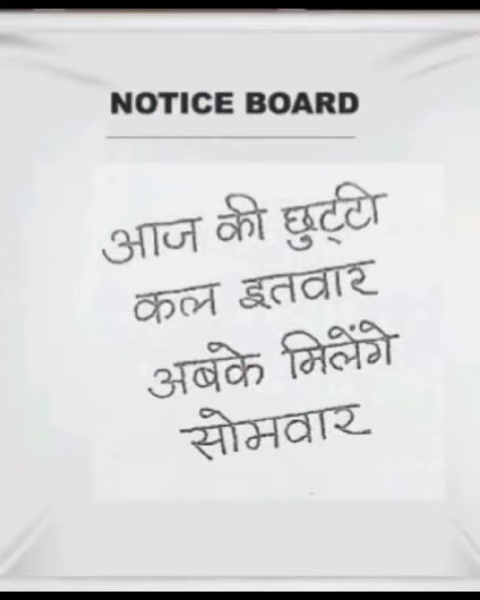 NOTICE BOARD
आज की छुट्टी
कल इतवार
अबके मिलेंगे
सोमवार